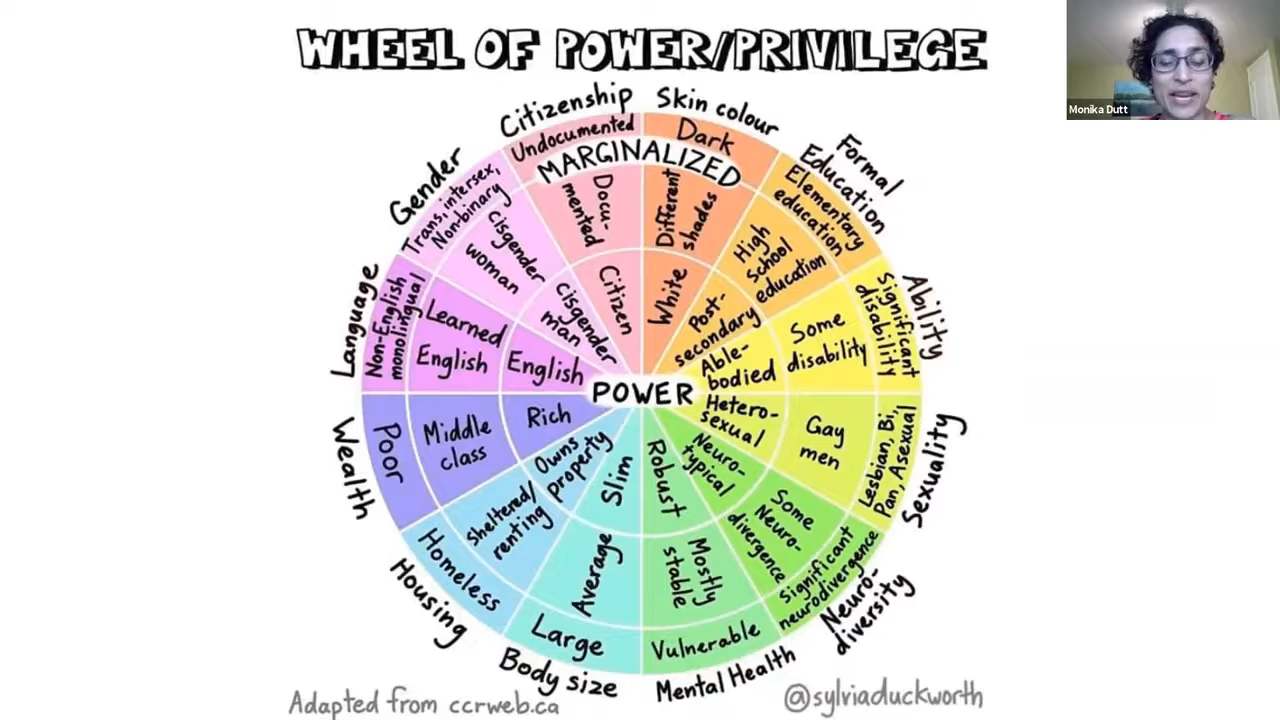 WHEEL OF POWER/PRIVILEGE
Monika Dutt
Citizenship
Undocumented
Docu-
mented
Citizen
Skin colour
Dark
Different
shades
White
MARGINALIZED
Formal
Education
Elementary
education
High
School
education
Post-
secondary
Ability
Significant
disability
Some
disability
Able-
bodied
Sexuality
Lesbian, Bi,
Pan, Asexual
Gay
men
Hetero-
sexual
Neuro-
diversity
Significant
neurodivergence
Some
Neuro-
divergence
Neuro-
typical
Mental Health
Vulnerable
Mostly
stable
Robust
Body size
Large
Average
Slim
Housing
Homeless
Sheltered/
renting
Owns
property
Wealth
Poor
Middle
class
Rich
Language
Non-English
monolingual
Learned
English
English
Gender
Trans, intersex,
Non-binary
cisgender
woman
cisgender
man
POWER
Adapted from ccrweb.ca
@sylviaduckworth